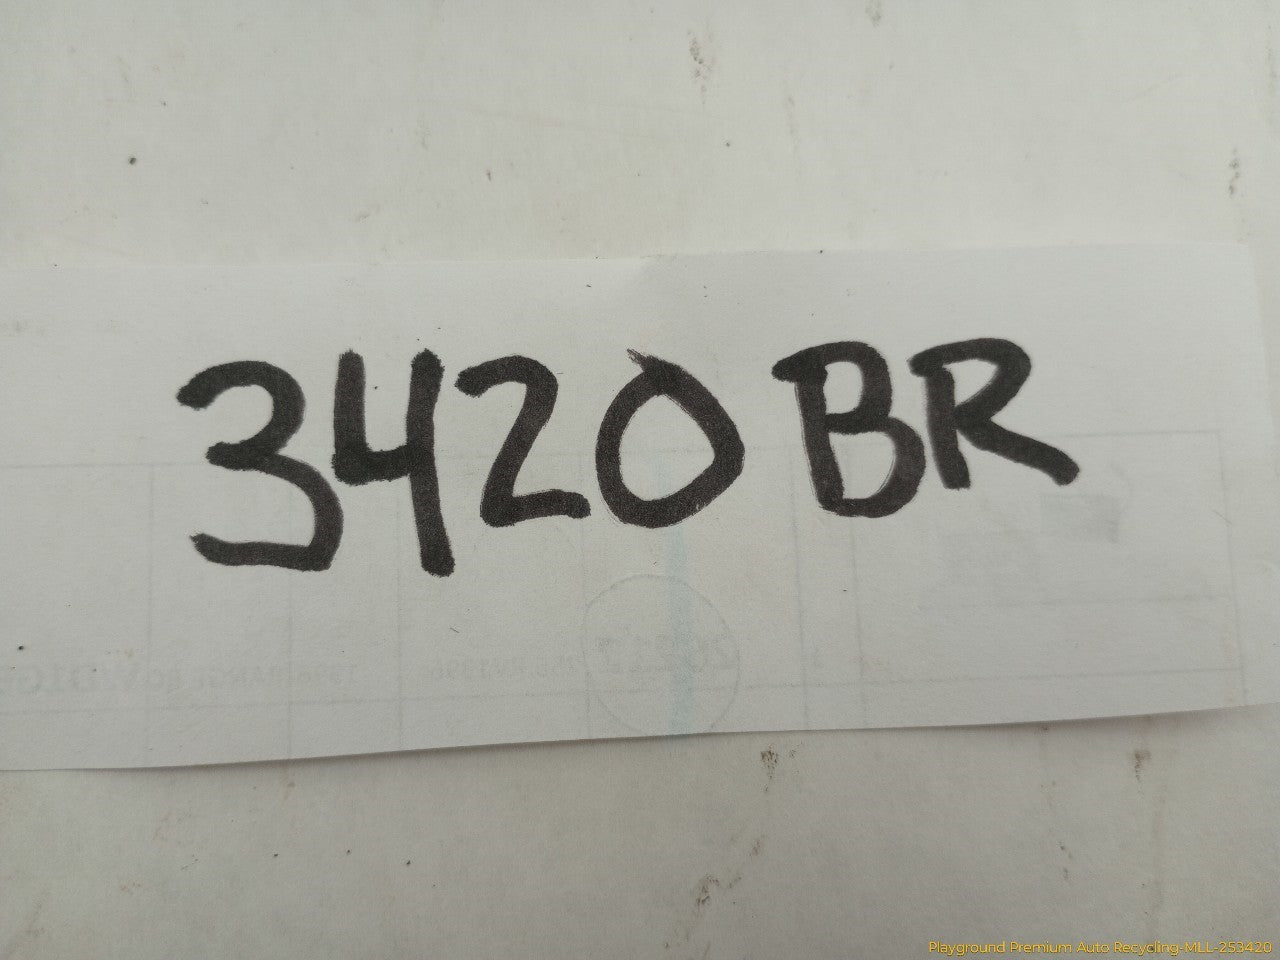 3420 BR
Playground Premium Auto Recycling-MLL-253420